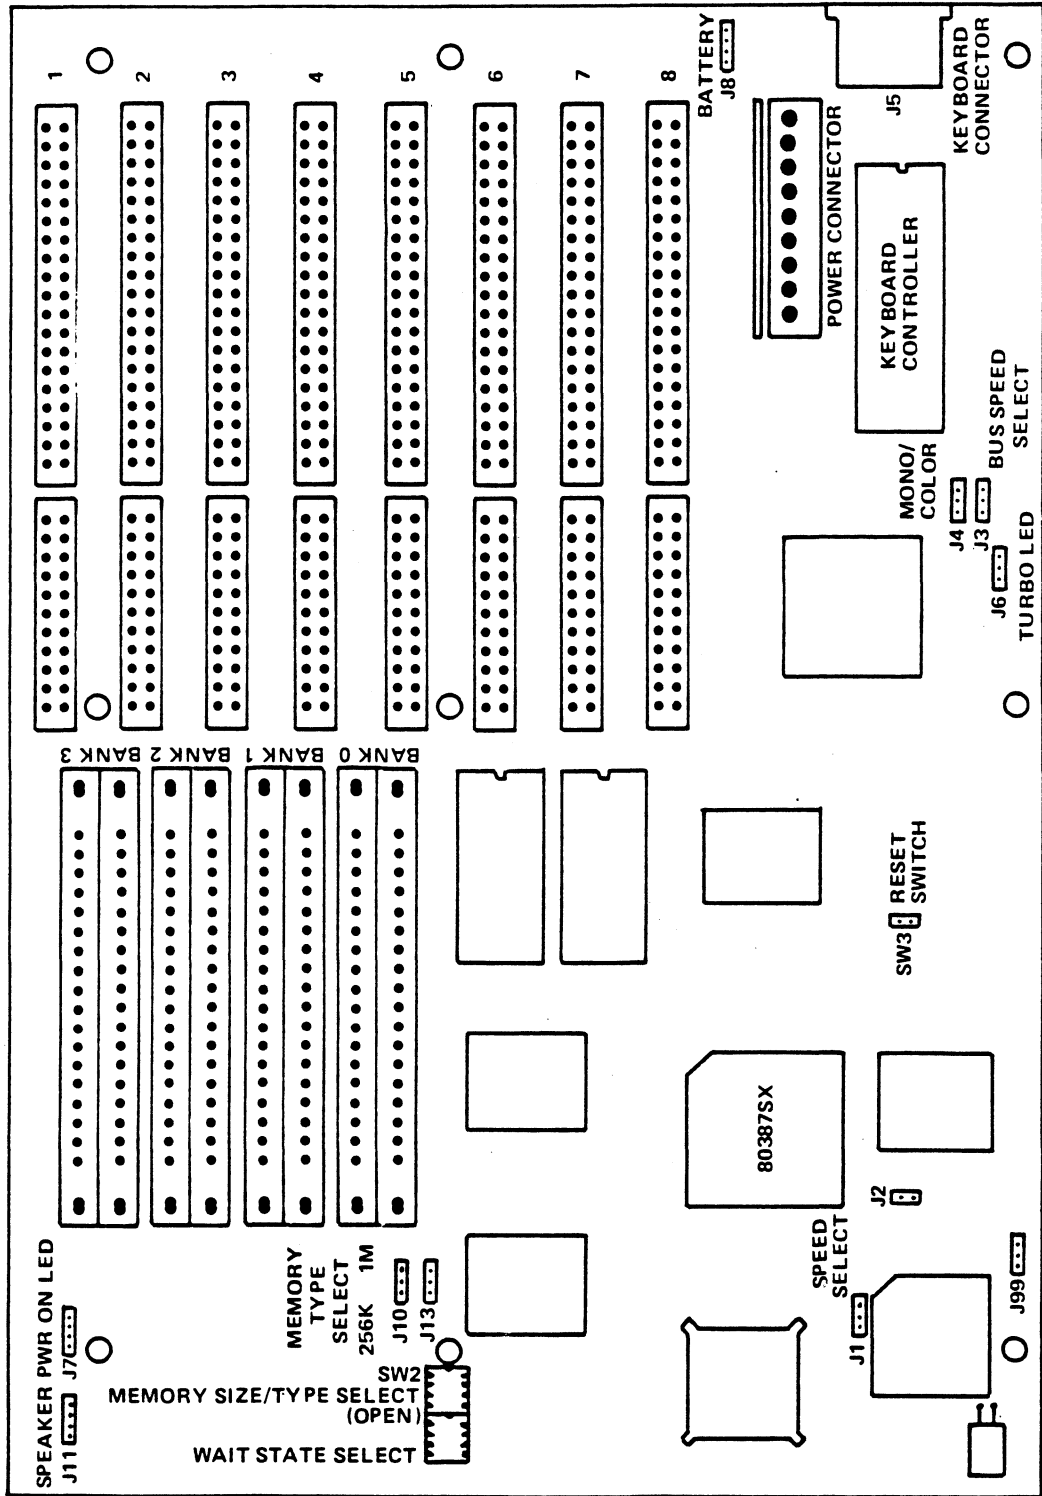 1
2
3
4
5
6
7
8
BATTERY
J8
J5
KEYBOARD
CONNECTOR
POWER CONNECTOR
KEYBOARD
CONTROLLER
MONO/
COLOR
J4
J3
BUS SPEED
SELECT
J6
TURBO LED
BANK 3
BANK 2
BANK 1
BANK 0
SW3
RESET
SWITCH
80387SX
J2
SPEED
SELECT
J1
J99
SPEAKER
J11
PWR ON LED
J7
MEMORY
TYPE
SELECT
256K 1M
J10
J13
SW2
MEMORY SIZE/TYPE SELECT
(OPEN)
WAIT STATE SELECT